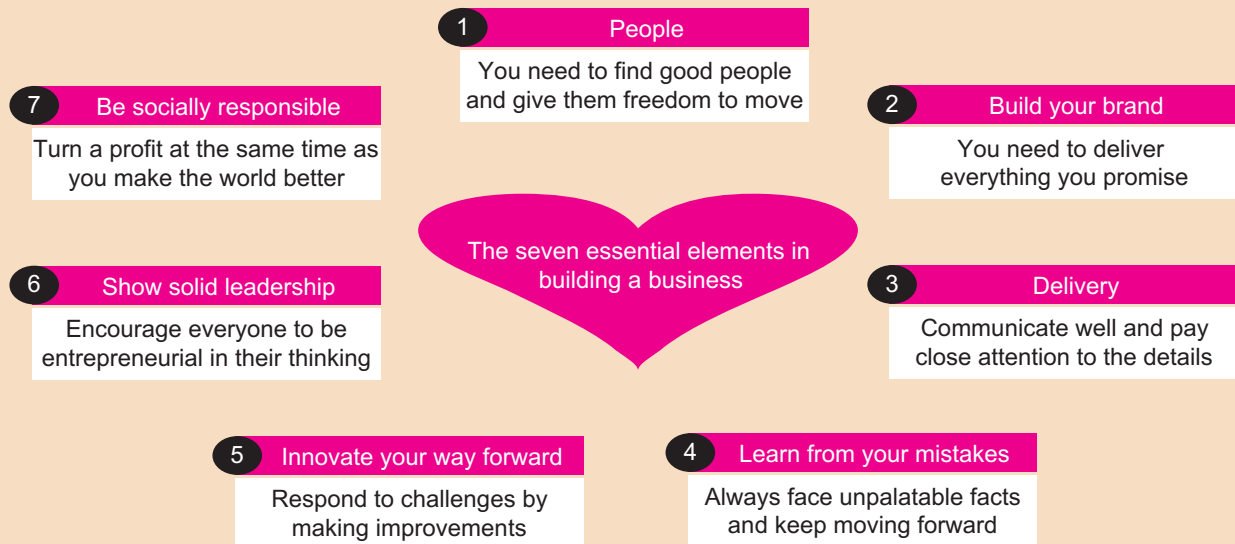 The seven essential elements in
building a business
1 People
You need to find good people
and give them freedom to move
2 Build your brand
You need to deliver
everything you promise
3 Delivery
Communicate well and pay
close attention to the details
4 Learn from your mistakes
Always face unpalatable facts
and keep moving forward
5 Innovate your way forward
Respond to challenges by
making improvements
6 Show solid leadership
Encourage everyone to be
entrepreneurial in their thinking
7 Be socially responsible
Turn a profit at the same time as
you make the world better